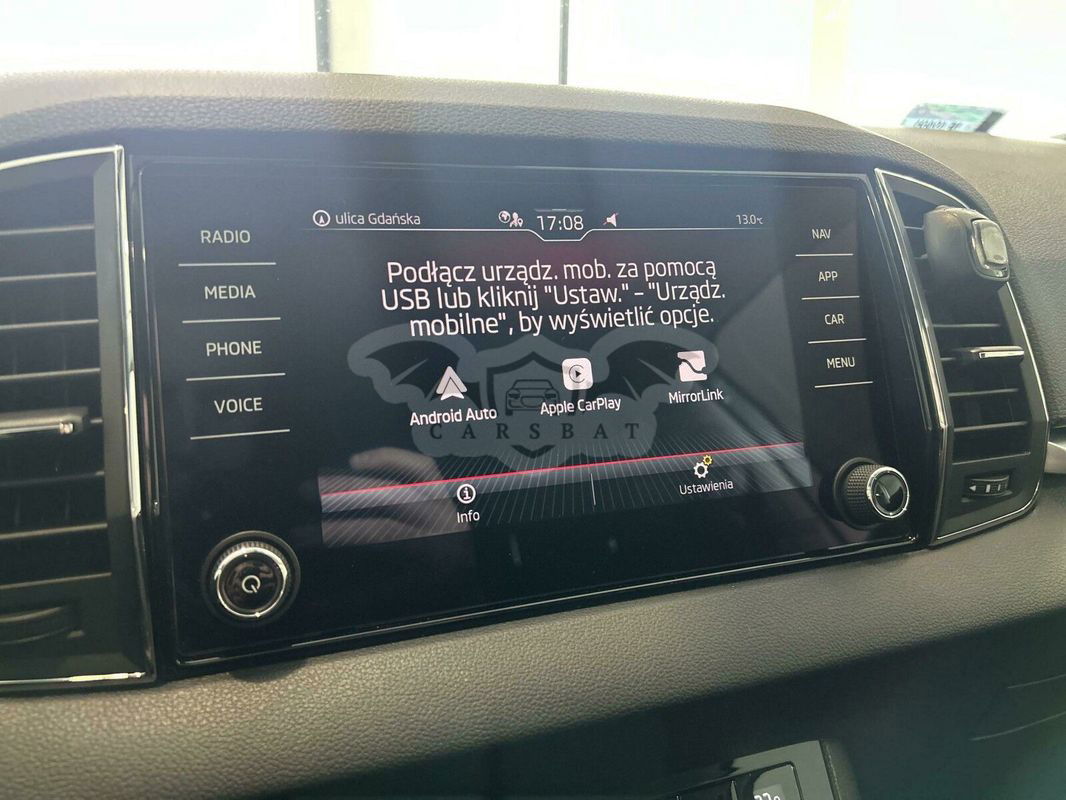 ulica Gdańska
17:08
13.0°C
RADIO
MEDIA
PHONE
VOICE
NAV
APP
CAR
MENU
Podłącz urządz. mob. za pomocą
USB lub kliknij "Ustaw." – "Urządz.
mobilne", by wyświetlić opcje.
Android Auto
Apple CarPlay
MirrorLink
CARSBAT
Info
Ustawienia